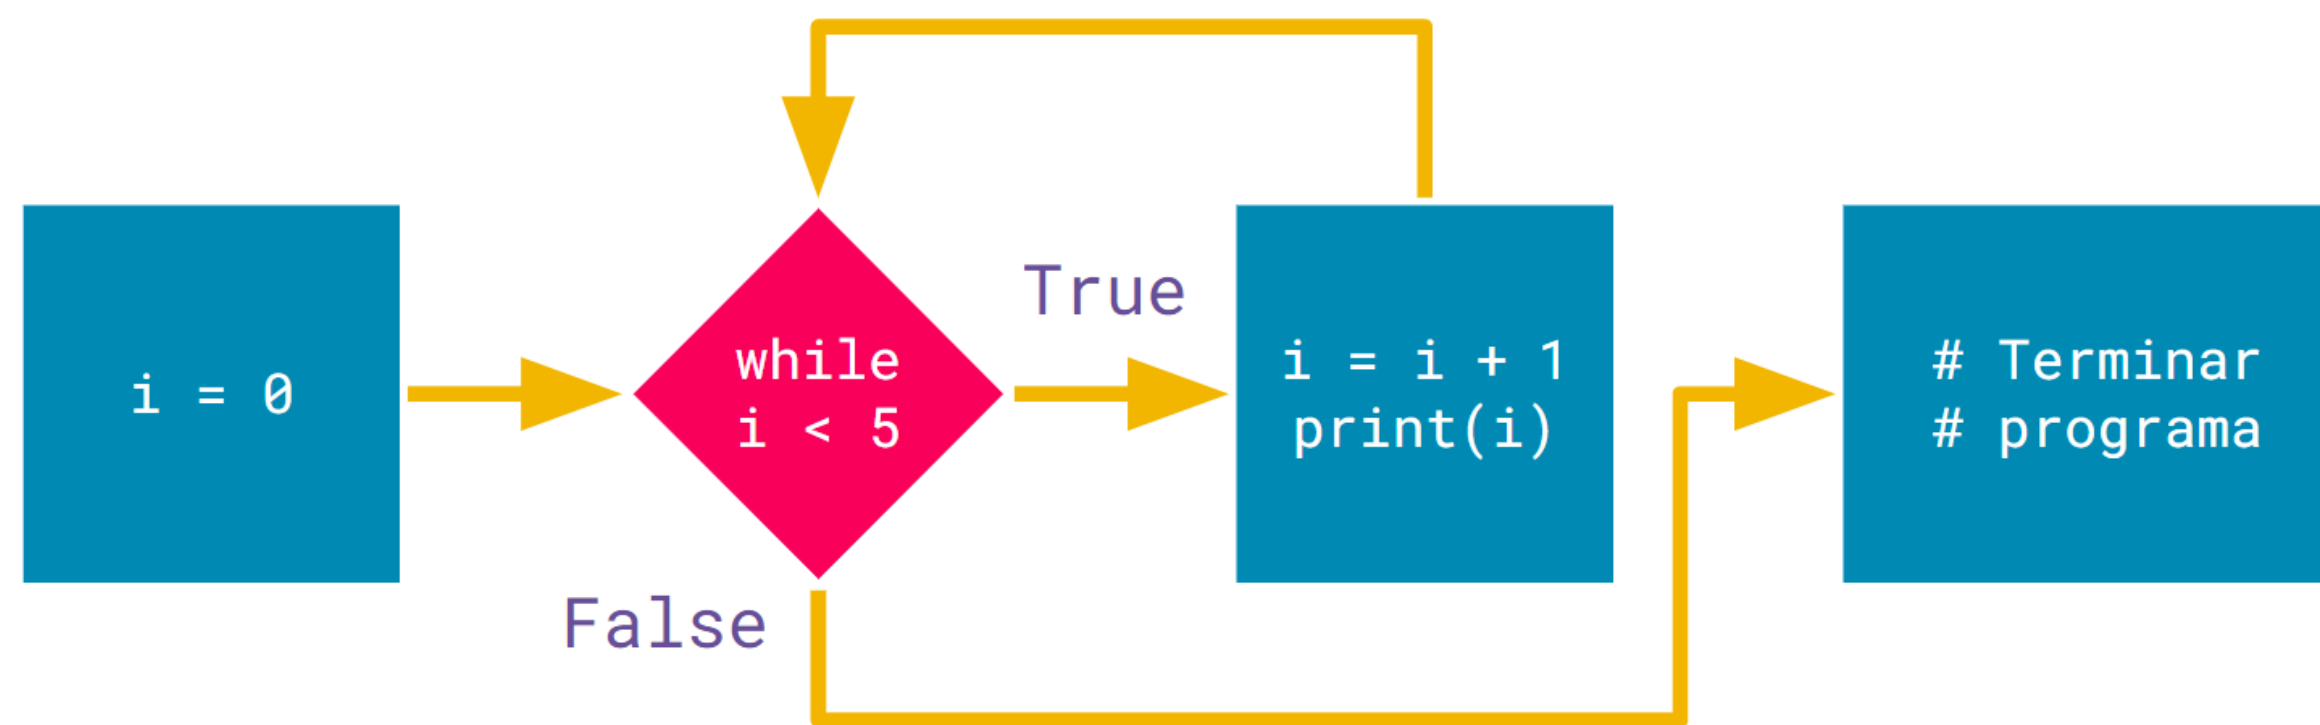 i = 0
while
i < 5
True
False
i = i + 1
print(i)
# Terminar
# programa